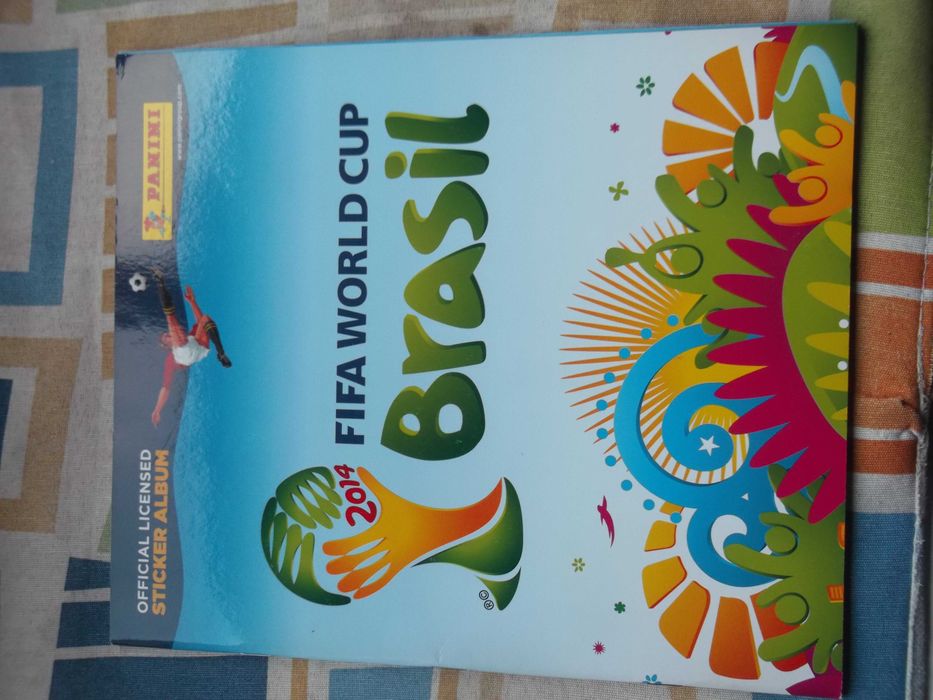 OFFICIAL LICENSED
STICKER ALBUM
PANINI
FIFA WORLD CUP
Brasil
2014
®©